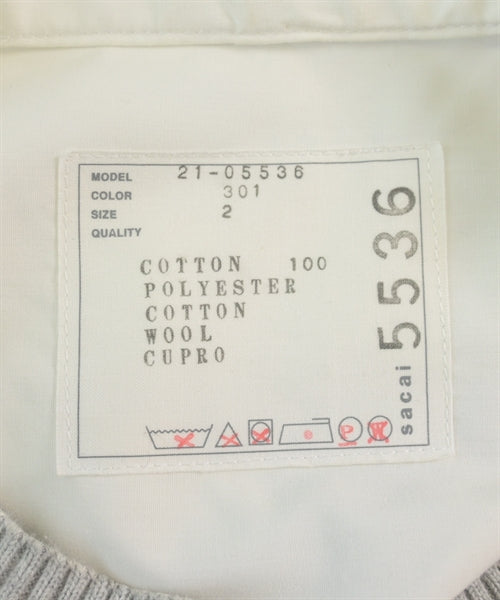 MODEL 21-05536
COLOR 301
SIZE 2
QUALITY
COTTON 100
POLYESTER
COTTON
WOOL
CUPRO
P
sacai 5536